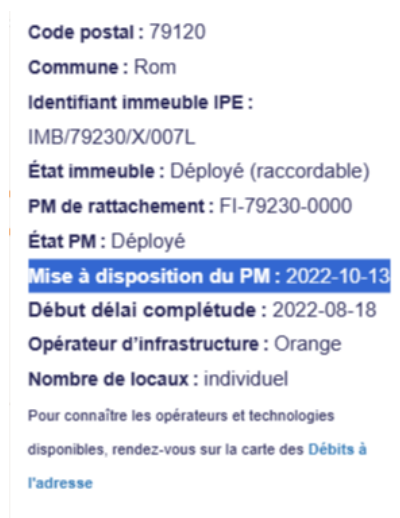 Code postal : 79120
Commune : Rom
Identifiant immeuble IPE :
IMB/79230/X/007L
État immeuble : Déployé (raccordable)
PM de rattachement : FI-79230-0000
État PM : Déployé
Mise à disposition du PM : 2022-10-13
Début délai complétude : 2022-08-18
Opérateur d'infrastructure : Orange
Nombre de locaux : individuel
Pour connaître les opérateurs et technologies
disponibles, rendez-vous sur la carte des Débits à
l'adresse